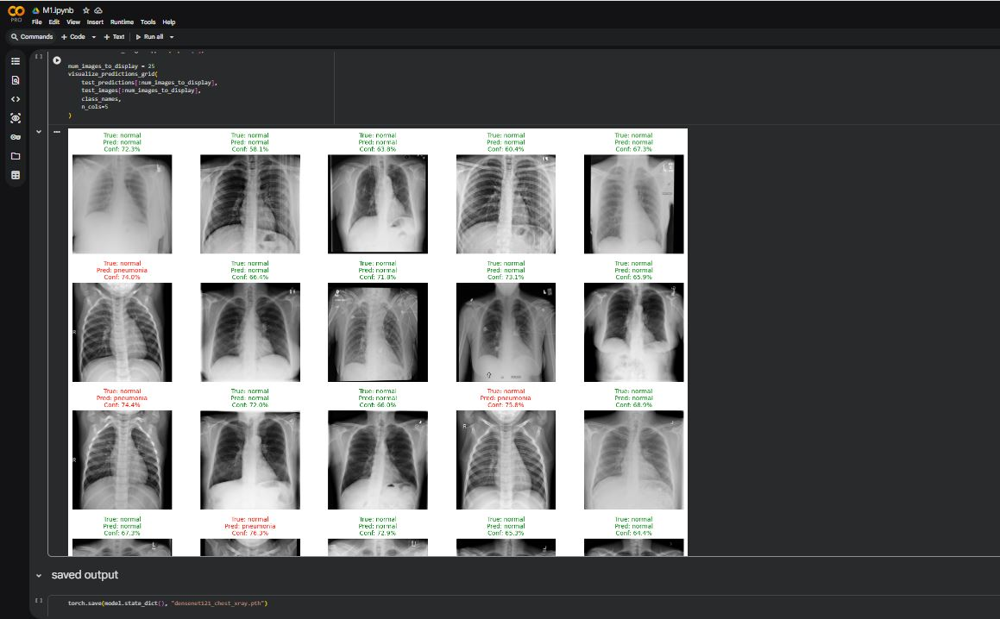 M1.ipynb
PRO
File Edit View Insert Runtime Tools Help
Commands + Code + Text Run all
[ ]
num_images_to_display = 25
visualize_predictions_grid(
test_predictions[:num_images_to_display],
test_images[:num_images_to_display],
class_names,
n_cols=5
)
True: normal True: normal True: normal True: normal True: normal
Pred: normal Pred: normal Pred: normal Pred: normal Pred: normal
Conf: 72.3% Conf: 58.1% Conf: 63.8% Conf: 60.4% Conf: 67.3%
True: normal True: normal True: normal True: normal True: normal
Pred: pneumonia Pred: normal Pred: normal Pred: normal Pred: normal
Conf: 74.0% Conf: 66.4% Conf: 71.8% Conf: 73.1% Conf: 65.9%
R
True: normal True: normal True: normal True: normal True: normal
Pred: pneumonia Pred: normal Pred: normal Pred: pneumonia Pred: normal
Conf: 74.4% Conf: 72.0% Conf: 66.0% Conf: 75.8% Conf: 68.9%
R
R
True: normal True: normal True: normal True: normal True: normal
Pred: normal Pred: pneumonia Pred: normal Pred: normal Pred: normal
Conf: 67.3% Conf: 76.3% Conf: 72.9% Conf: 65.3% Conf: 64.4%
saved output
[ ]
torch.save(model.state_dict(), "densenet121_chest_xray.pth")